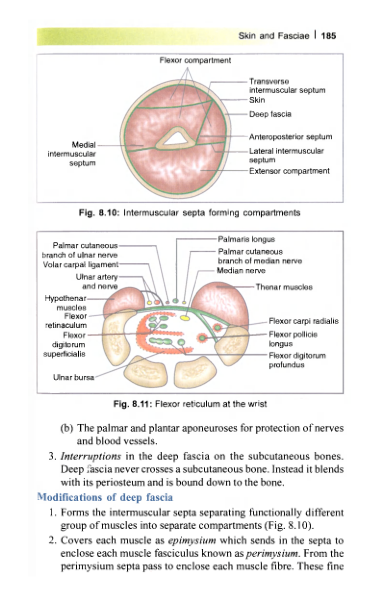 Skin and Fasciae | 185
Flexor compartment
Transverse
intermuscular septum
Skin
Deep fascia
Anteroposterior septum
Lateral intermuscular
septum
Extensor compartment
Medial
intermuscular
septum
Fig. 8.10: Intermuscular septa forming compartments
Palmar cutaneous
branch of ulnar nerve
Volar carpal ligament
Ulnar artery
and nerve
Hypothenar
muscles
Flexor
retinaculum
Flexor
digitorum
superficialis
Ulnar bursa
Palmaris longus
Palmar cutaneous
branch of median nerve
Median nerve
Thenar muscles
Flexor carpi radialis
Flexor pollicis
longus
Flexor digitorum
profundus
Fig. 8.11: Flexor reticulum at the wrist
(b) The palmar and plantar aponeuroses for protection of nerves
and blood vessels.
3. Interruptions in the deep fascia on the subcutaneous bones.
Deep fascia never crosses a subcutaneous bone. Instead it blends
with its periosteum and is bound down to the bone.
Modifications of deep fascia
1. Forms the intermuscular septa separating functionally different
group of muscles into separate compartments (Fig. 8.10).
2. Covers each muscle as epimysium which sends in the septa to
enclose each muscle fasciculus known as perimysium. From the
perimysium septa pass to enclose each muscle fibre. These fine